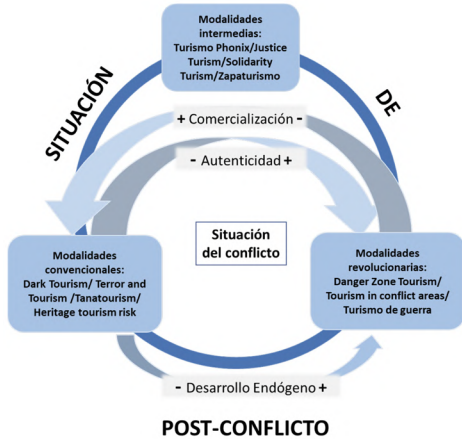 Modalidades
intermedias:
Turismo Phonix/Justice
Turism/Solidarity
Turism/Zapaturismo
SITUACIÓN
DE
+ Comercialización -
- Autenticidad +
Situación
del conflicto
Modalidades
convencionales:
Dark Tourism/ Terror and
Tourism /Tanatourism/
Heritage tourism risk
Modalidades
revolucionarias:
Danger Zone Tourism/
Tourism in conflict areas/
Turismo de guerra
- Desarrollo Endógeno +
POST-CONFLICTO